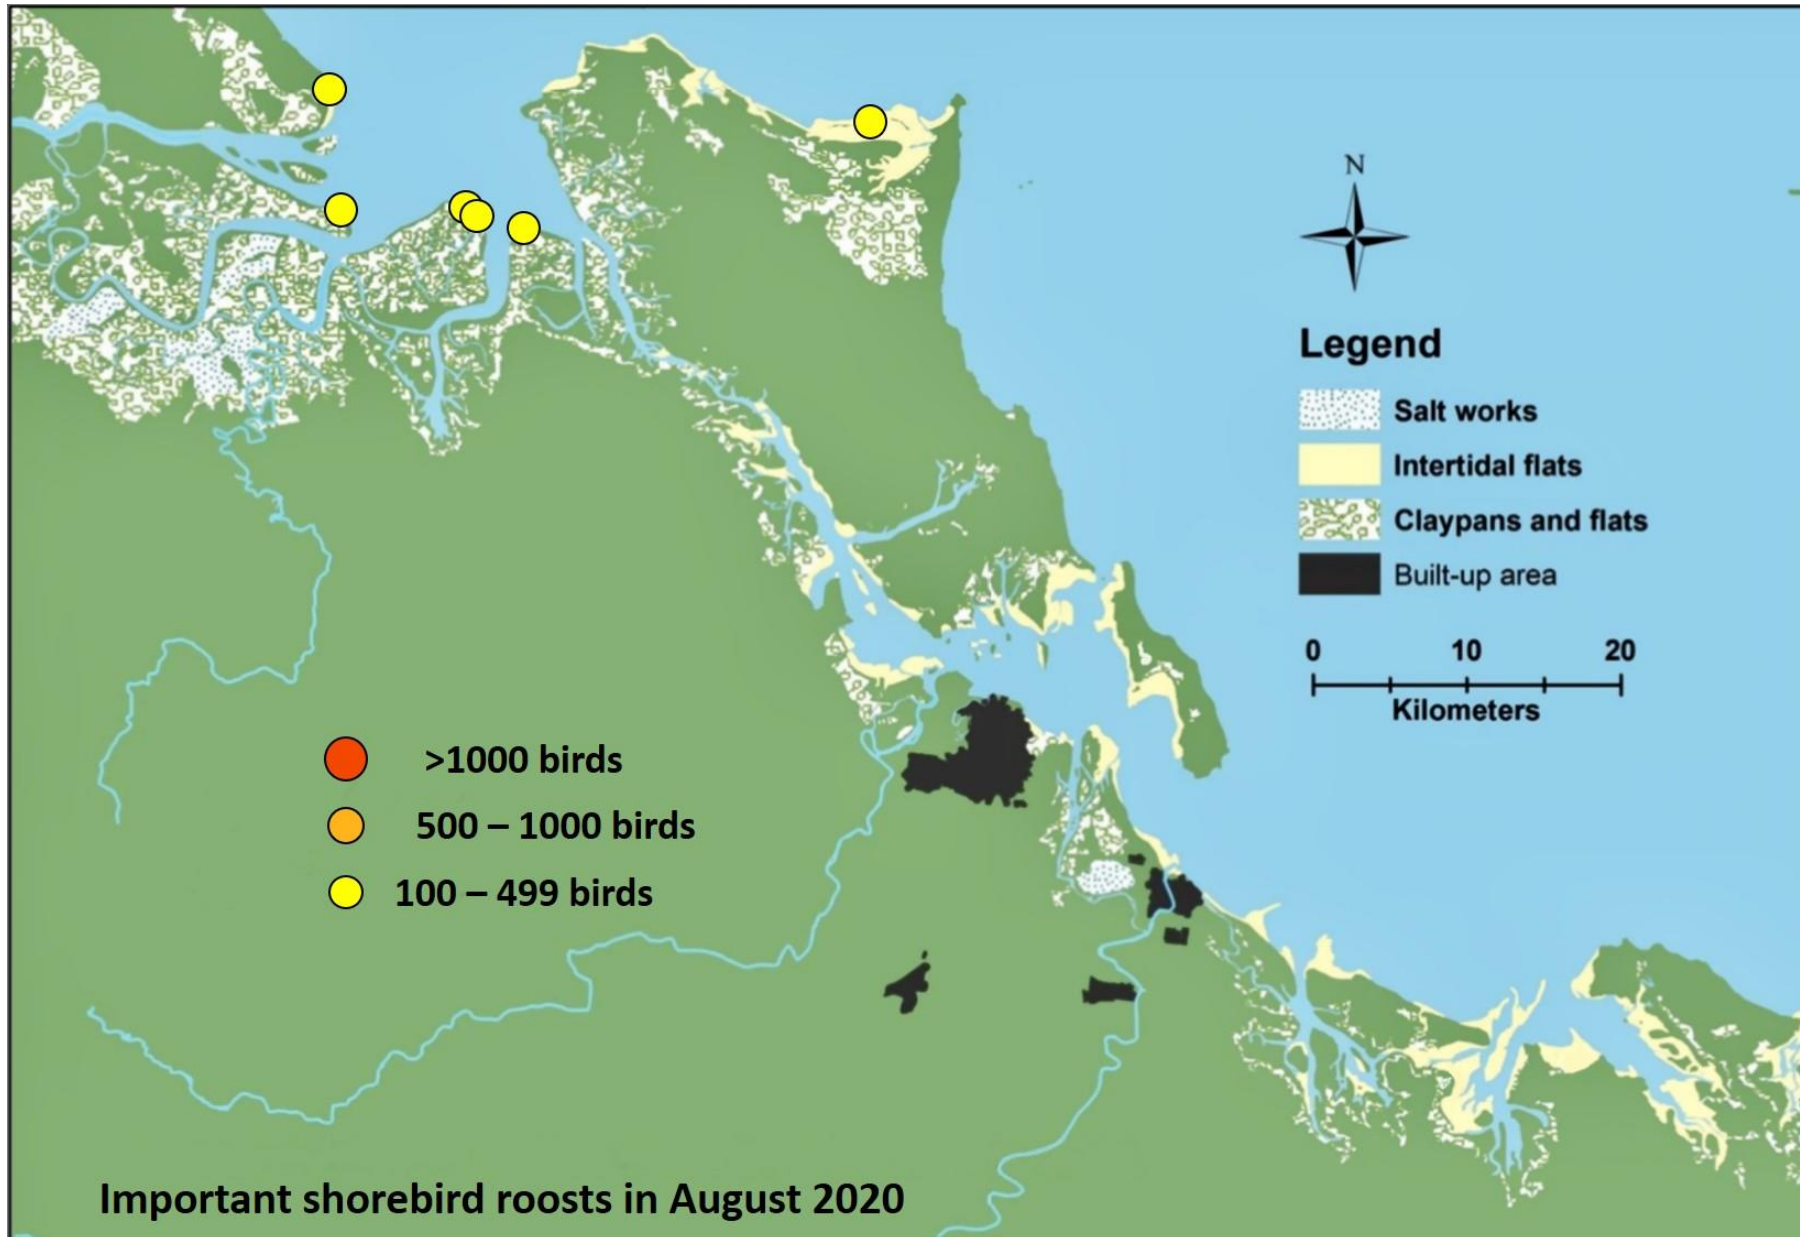 N
Legend
Salt works
Intertidal flats
Claypans and flats
Built-up area
0 10 20
Kilometers
>1000 birds
500 – 1000 birds
100 – 499 birds
Important shorebird roosts in August 2020